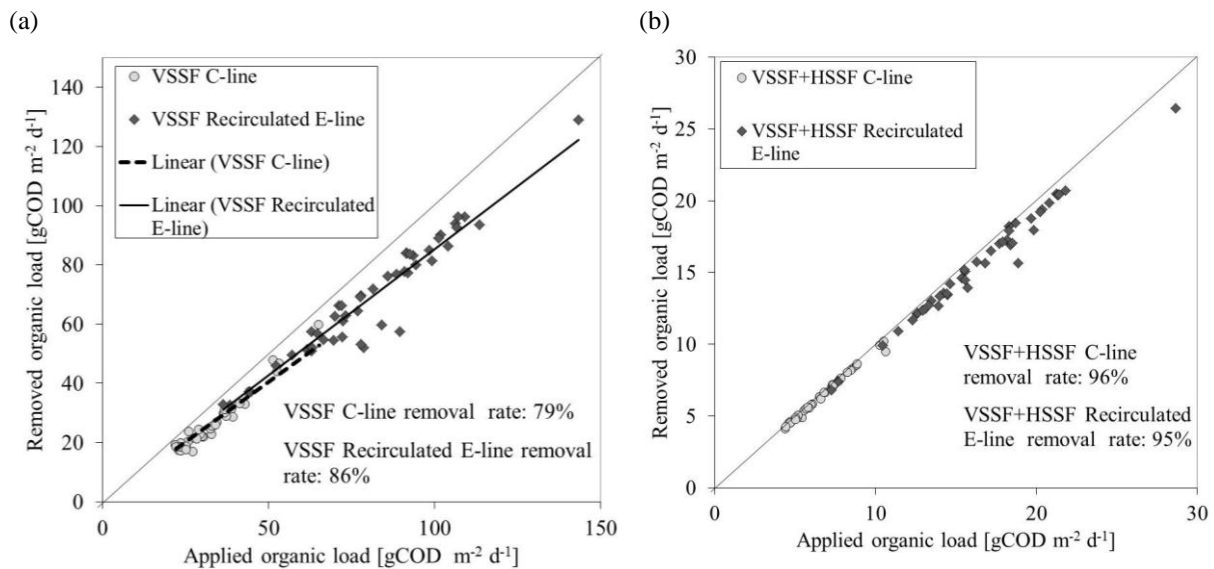 (a)
Removed organic load [gCOD m-2 d-1]
140
120
100
80
60
40
20
0
VSSF C-line
VSSF Recirculated E-line
Linear (VSSF C-line)
Linear (VSSF Recirculated
E-line)
VSSF C-line removal rate: 79%
VSSF Recirculated E-line removal
rate: 86%
0 50 100 150
Applied organic load [gCOD m-2 d-1]
(b)
Removed organic load [gCOD m-2 d-1]
30
25
20
15
10
5
0
VSSF+HSSF C-line
VSSF+HSSF Recirculated
E-line
VSSF+HSSF C-line
removal rate: 96%
VSSF+HSSF Recirculated
E-line removal rate: 95%
0 10 20 30
Applied organic load [gCOD m-2 d-1]